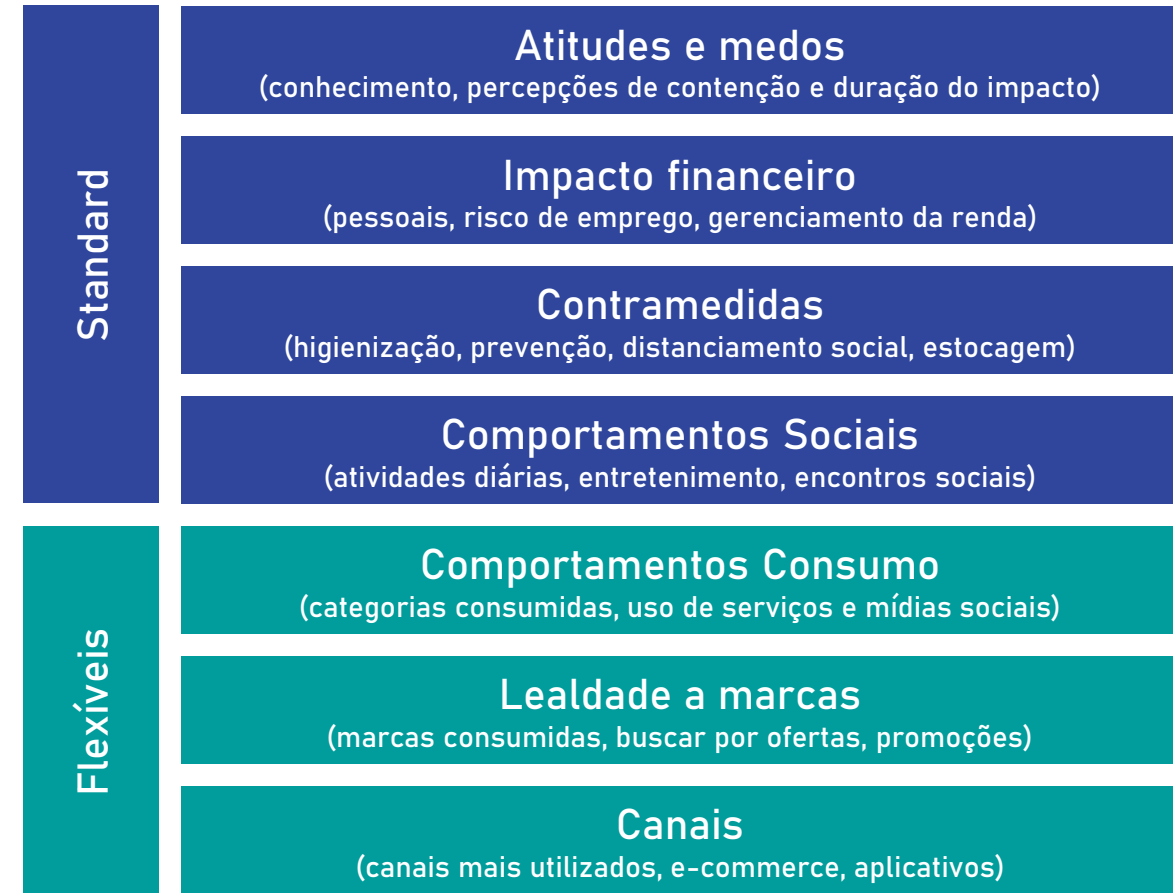 Standard
Atitudes e medos
(conhecimento, percepções de contenção e duração do impacto)
Impacto financeiro
(pessoais, risco de emprego, gerenciamento da renda)
Contramedidas
(higienização, prevenção, distanciamento social, estocagem)
Comportamentos Sociais
(atividades diárias, entretenimento, encontros sociais)
Flexíveis
Comportamentos Consumo
(categorias consumidas, uso de serviços e mídias sociais)
Lealdade a marcas
(marcas consumidas, buscar por ofertas, promoções)
Canais
(canais mais utilizados, e-commerce, aplicativos)